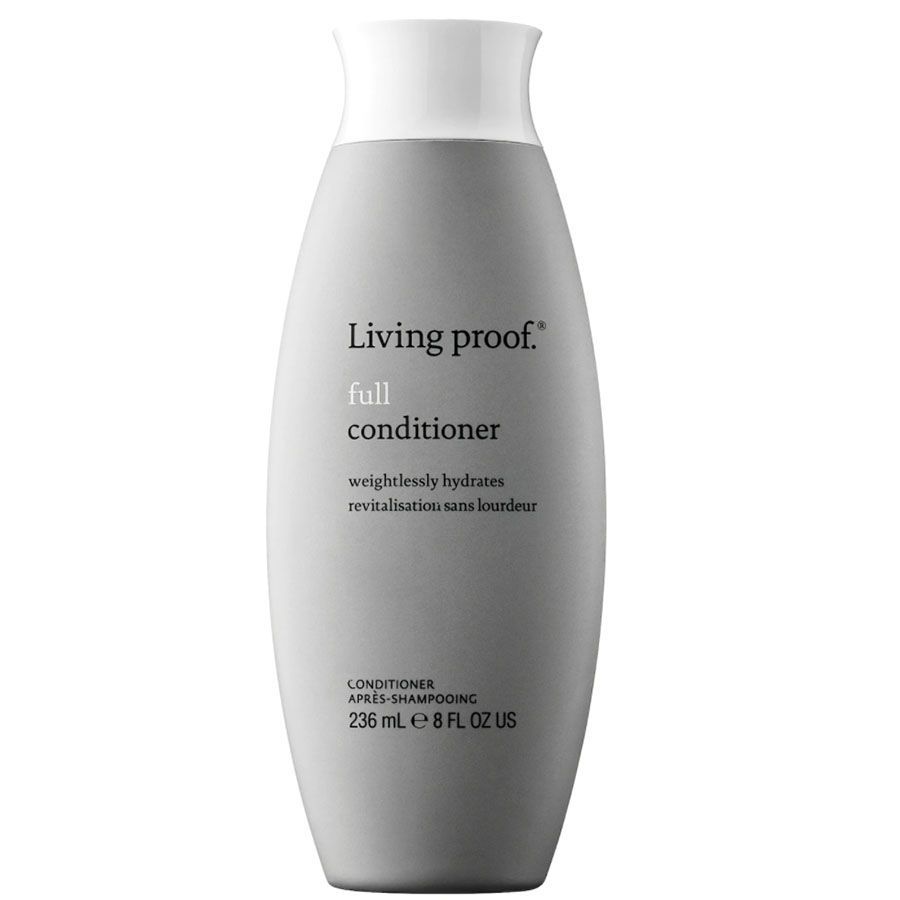 Living proof.®
full
conditioner
weightlessly hydrates
revitalisation sans lourdeur
CONDITIONER
APRÈS-SHAMPOOING
236 mL ℮ 8 FL OZ US